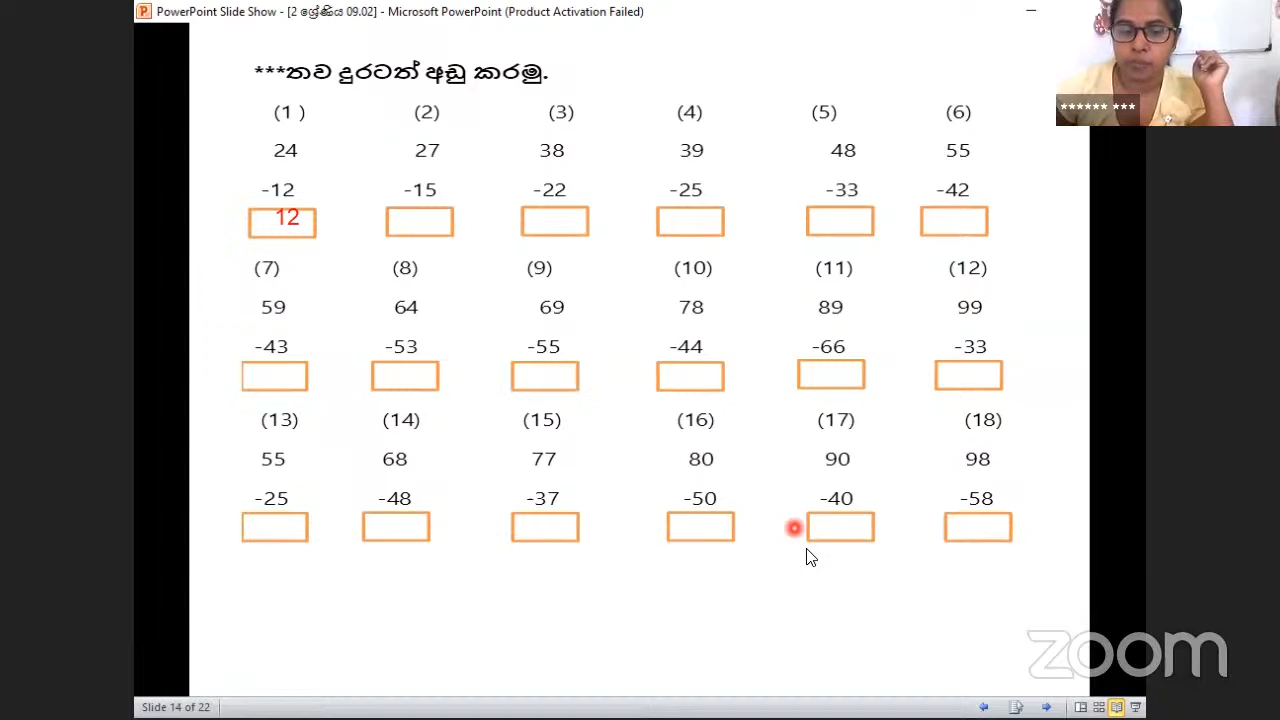 PowerPoint Slide Show - [2 ශ්‍රේණිය 09.02] - Microsoft PowerPoint (Product Activation Failed)
****** ***
***තව දුරටත් අඩු කරමු.
(1 ) (2) (3) (4) (5) (6)
24 27 38 39 48 55
-12 -15 -22 -25 -33 -42
12
(7) (8) (9) (10) (11) (12)
59 64 69 78 89 99
-43 -53 -55 -44 -66 -33
(13) (14) (15) (16) (17) (18)
55 68 77 80 90 98
-25 -48 -37 -50 -40 -58
zoom
Slide 14 of 22